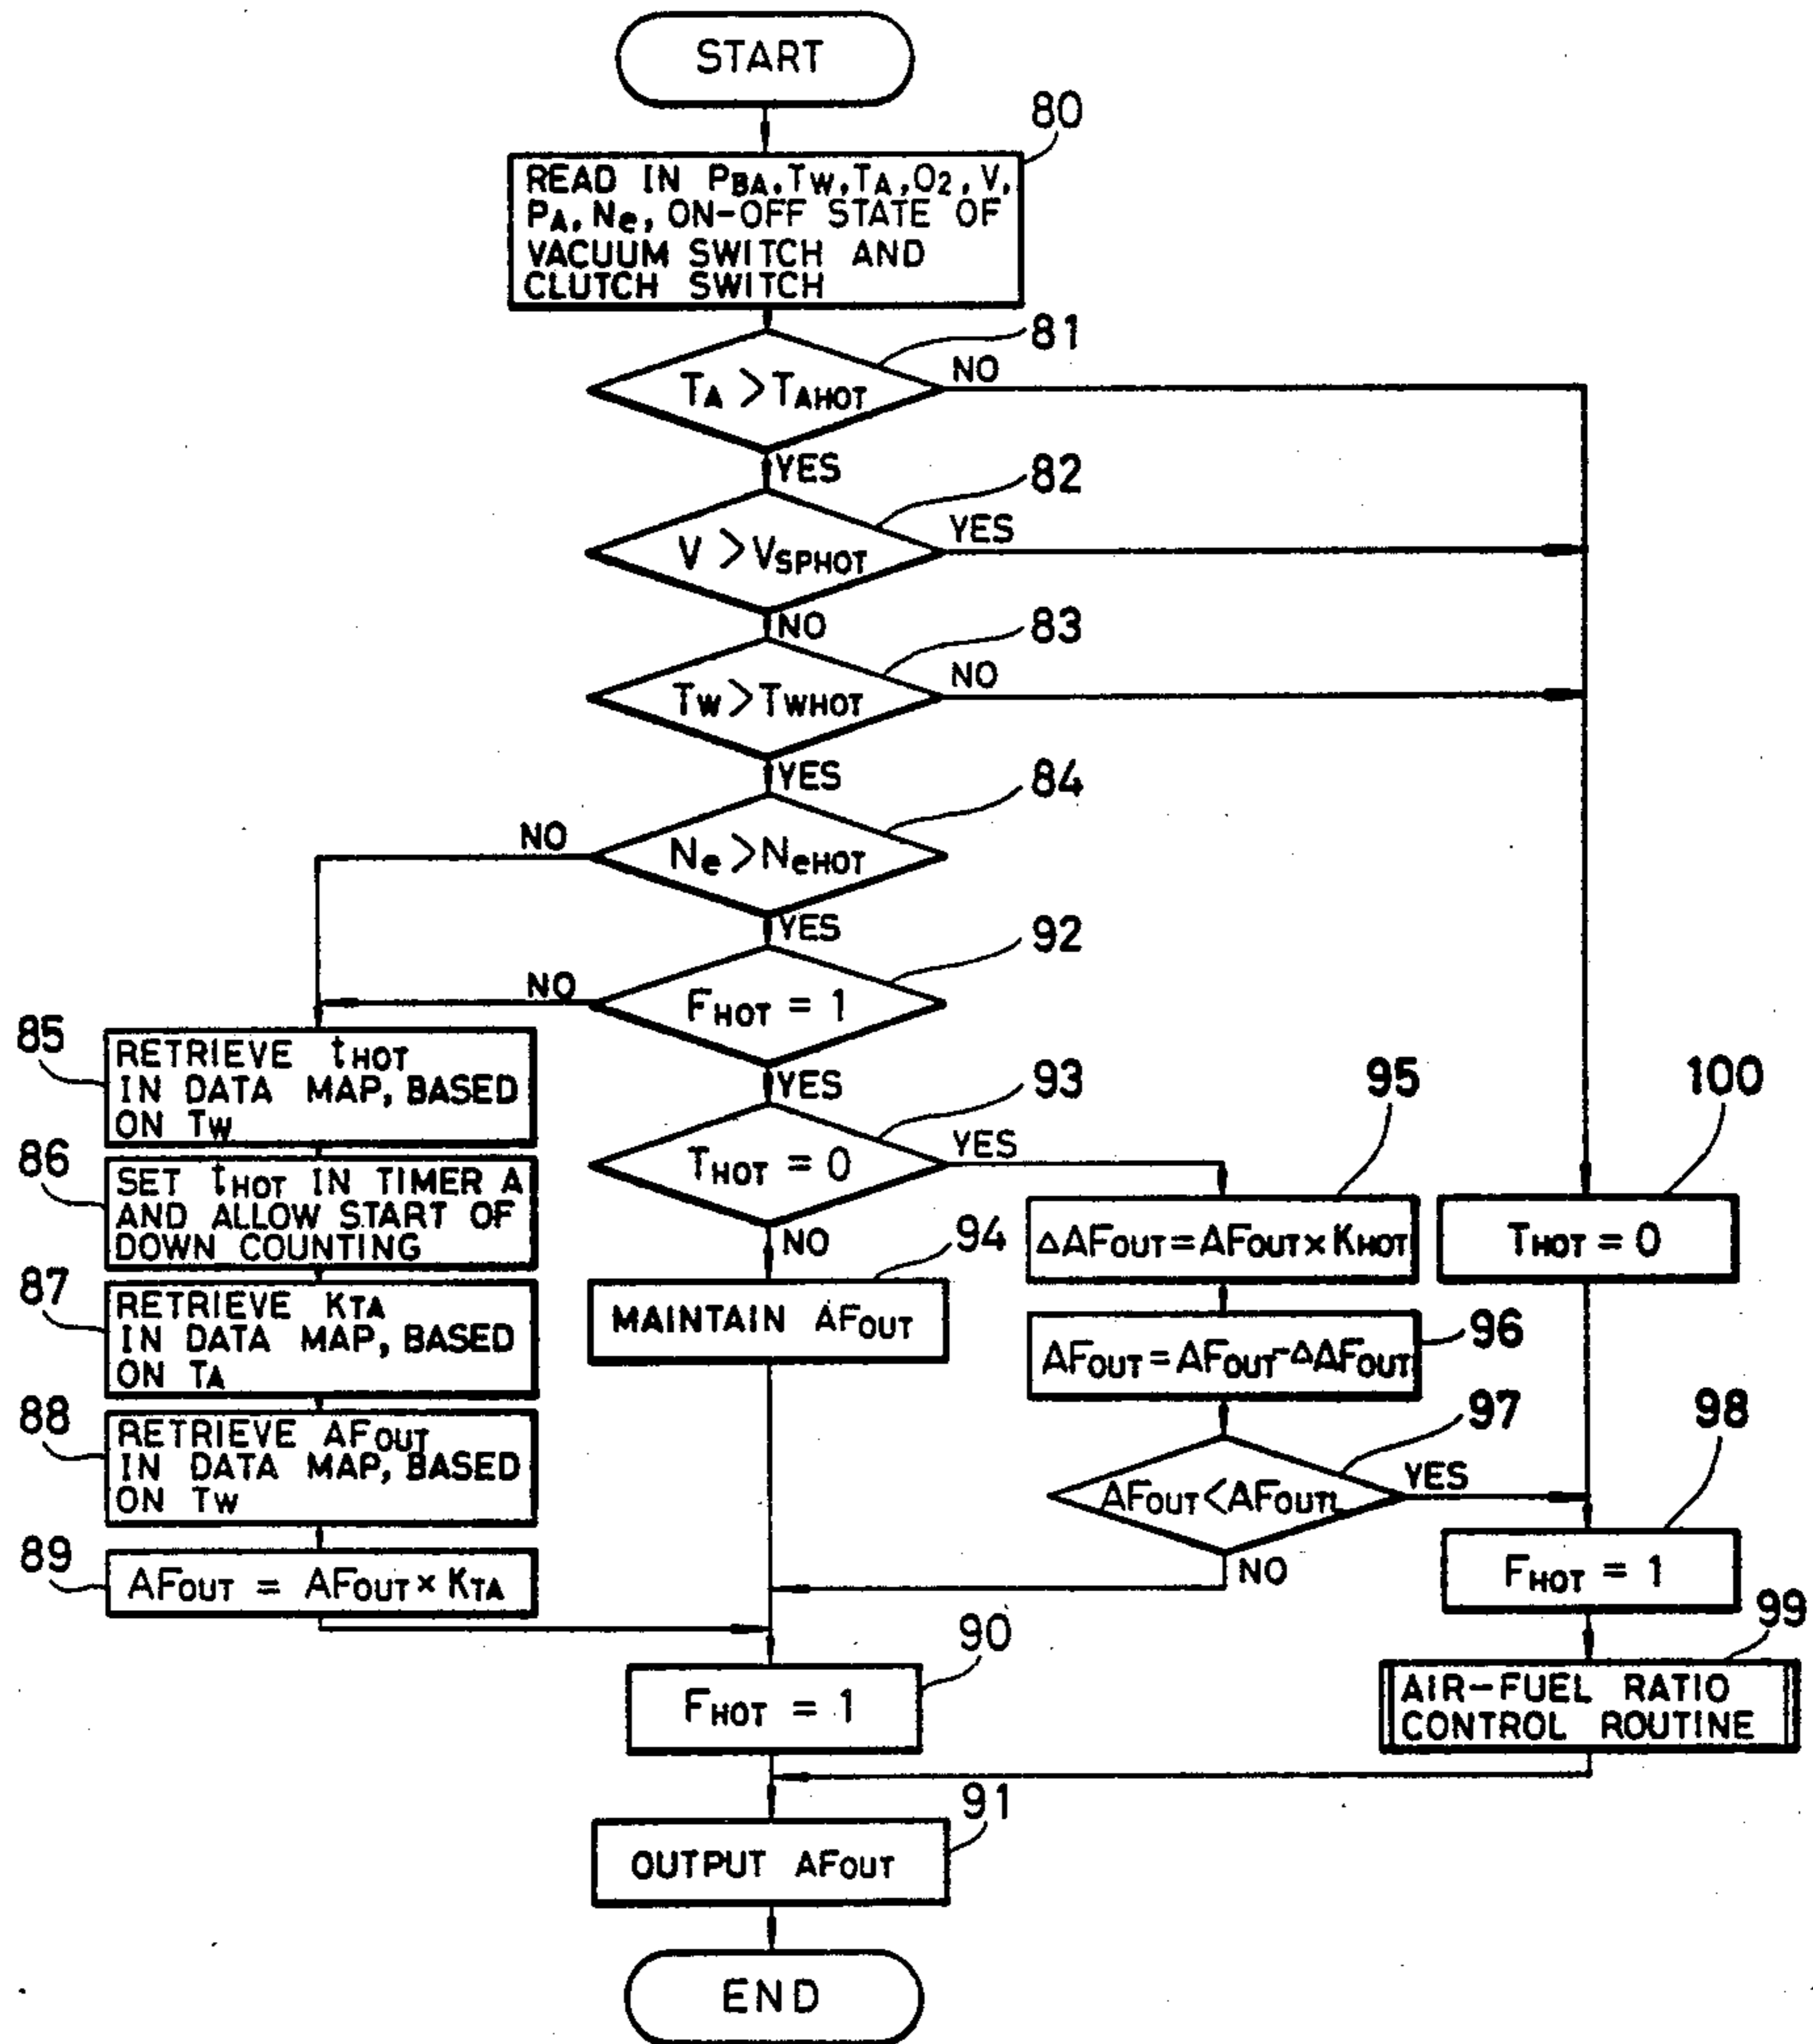 START
80
READ IN PBA, TW, TA, O2, V,
PA, Ne, ON-OFF STATE OF
VACUUM SWITCH AND
CLUTCH SWITCH
81
TA > TAHOT
NO
YES
82
V > VSPHOT
YES
NO
83
TW > TWHOT
NO
YES
84
Ne > NeHOT
NO
YES
92
FHOT = 1
NO
YES
85
RETRIEVE tHOT
IN DATA MAP, BASED
ON TW
86
SET tHOT IN TIMER A
AND ALLOW START OF
DOWN COUNTING
87
RETRIEVE KTA
IN DATA MAP, BASED
ON TA
88
RETRIEVE AFOUT
IN DATA MAP, BASED
ON TW
89
AFOUT = AFOUT × KTA
93
THOT = 0
YES
NO
94
MAINTAIN AFOUT
95
ΔAFOUT = AFOUT × KHOT
96
AFOUT = AFOUT - ΔAFOUT
97
AFOUT < AFOUTL
YES
NO
100
THOT = 0
98
FHOT = 1
99
AIR-FUEL RATIO
CONTROL ROUTINE
90
FHOT = 1
91
OUTPUT AFOUT
END